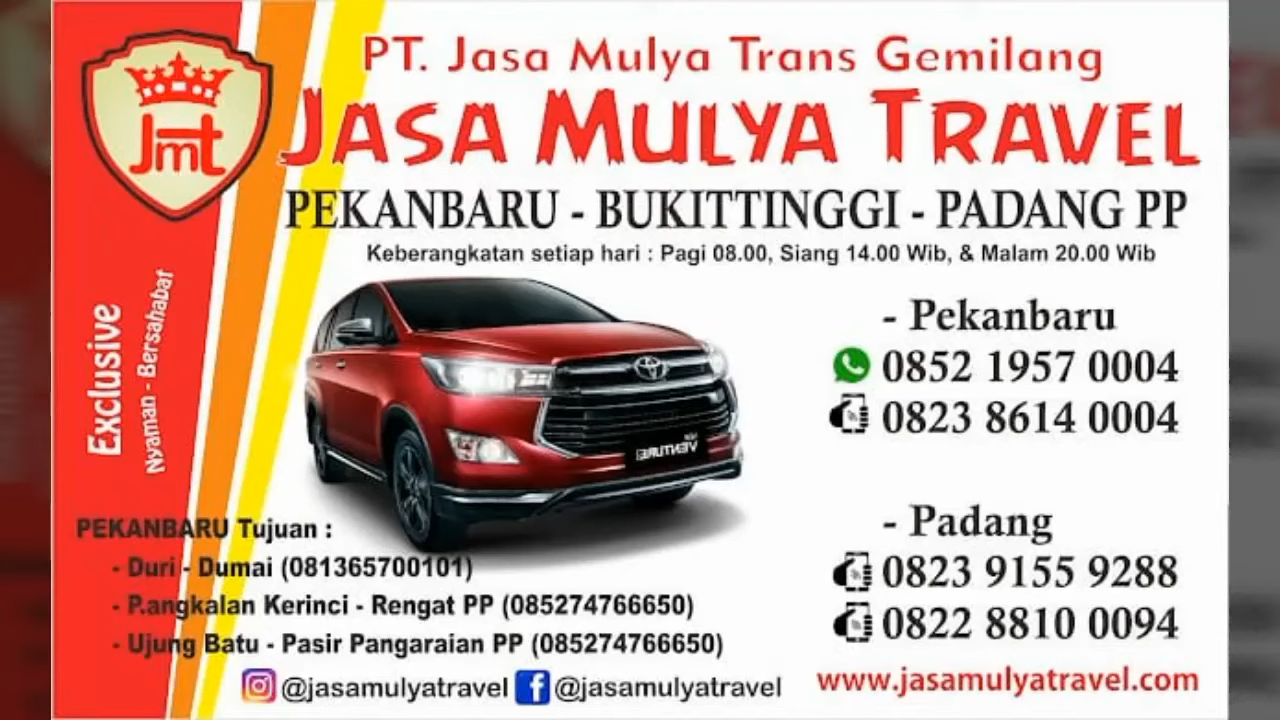 PT. Jasa Mulya Trans Gemilang
Jmt
JASA MULYA TRAVEL
PEKANBARU - BUKITTINGGI - PADANG PP
Keberangkatan setiap hari : Pagi 08.00, Siang 14.00 Wib, & Malam 20.00 Wib
Exclusive
Nyaman - Bersahabat
- Pekanbaru
0852 1957 0004
0823 8614 0004
VENTURE
- Padang
0823 9155 9288
0822 8810 0094
PEKANBARU Tujuan :
- Duri - Dumai (081365700101)
- P.angkalan Kerinci - Rengat PP (085274766650)
- Ujung Batu - Pasir Pangaraian PP (085274766650)
@jasamulyatravel
@jasamulyatravel
www.jasamulyatravel.com